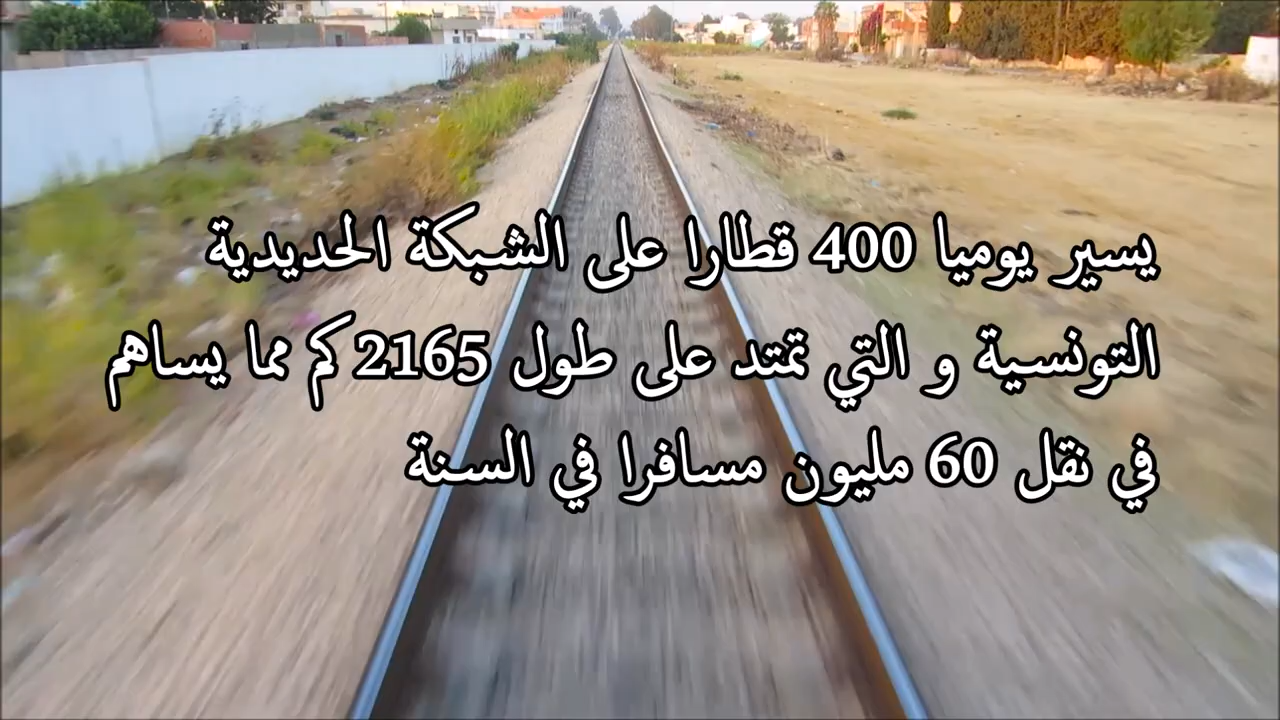 يسير يوميا 400 قطارا على الشبكة الحديدية
التونسية و التي تمتد على طول 2165 كم مما يساهم
في نقل 60 مليون مسافرا في السنة